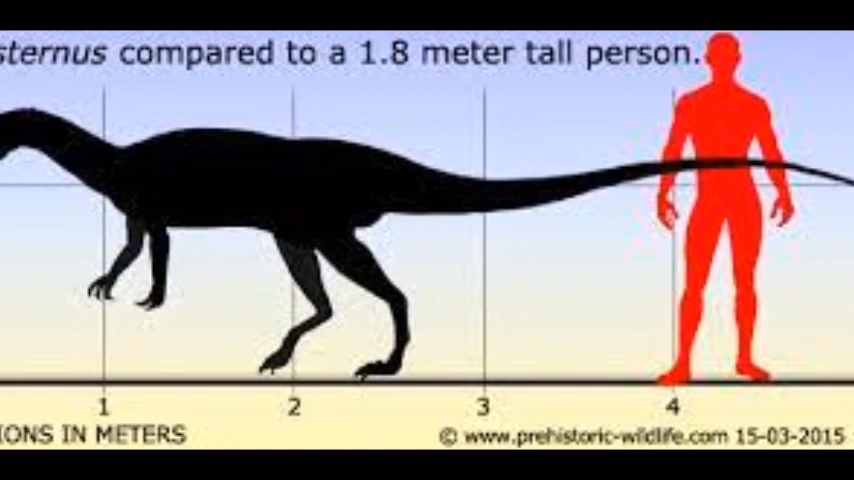 sternus compared to a 1.8 meter tall person.
1 2 3 4
IONS IN METERS
© www.prehistoric-wildlife.com 15-03-2015